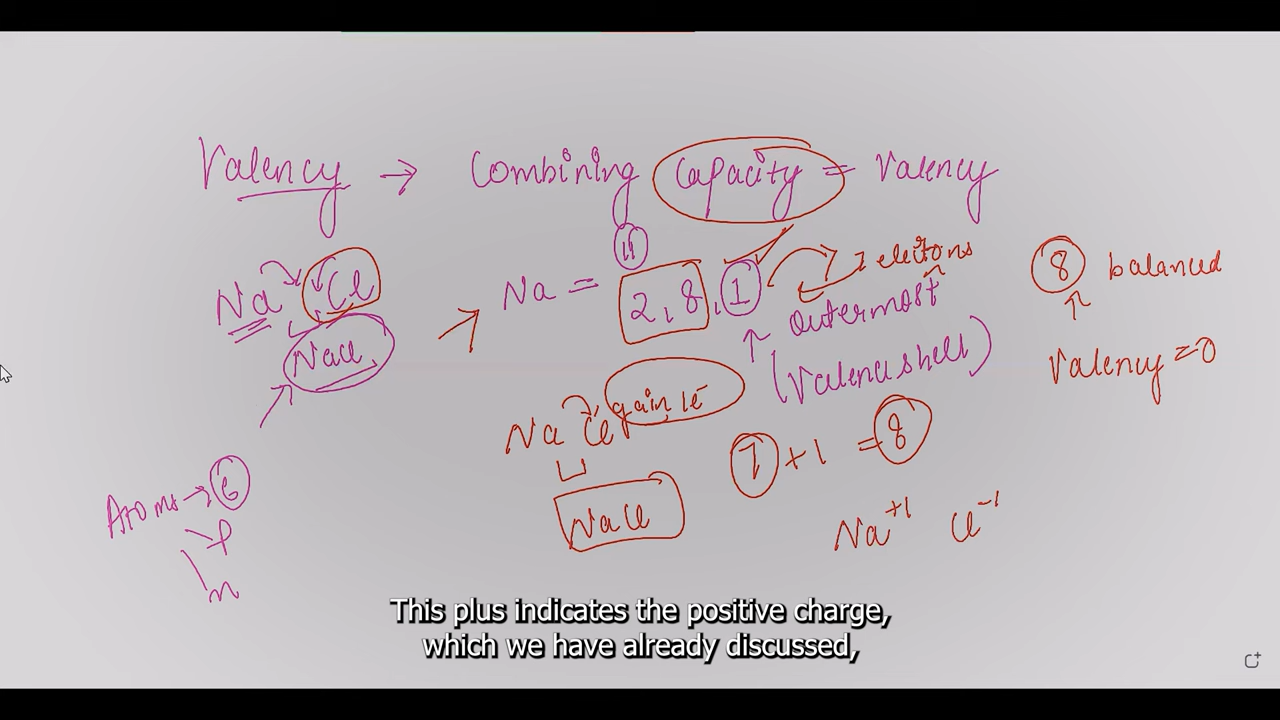 Valency → Combining Capacity = Valency
11
Na Cl
Na = 2, 8, 1
electrons
8 balanced
outermost
NaCl
(Valence shell)
Valency = 0
gain 1e⁻
Na Cl
7 + 1 = 8
Atoms → e
p
n
NaCl
Na⁺¹ Cl⁻¹
This plus indicates the positive charge,
which we have already discussed,